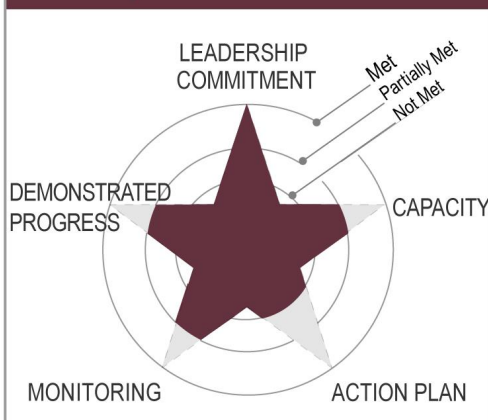 LEADERSHIP
COMMITMENT
Met
Partially Met
Not Met
DEMONSTRATED
PROGRESS
CAPACITY
MONITORING
ACTION PLAN